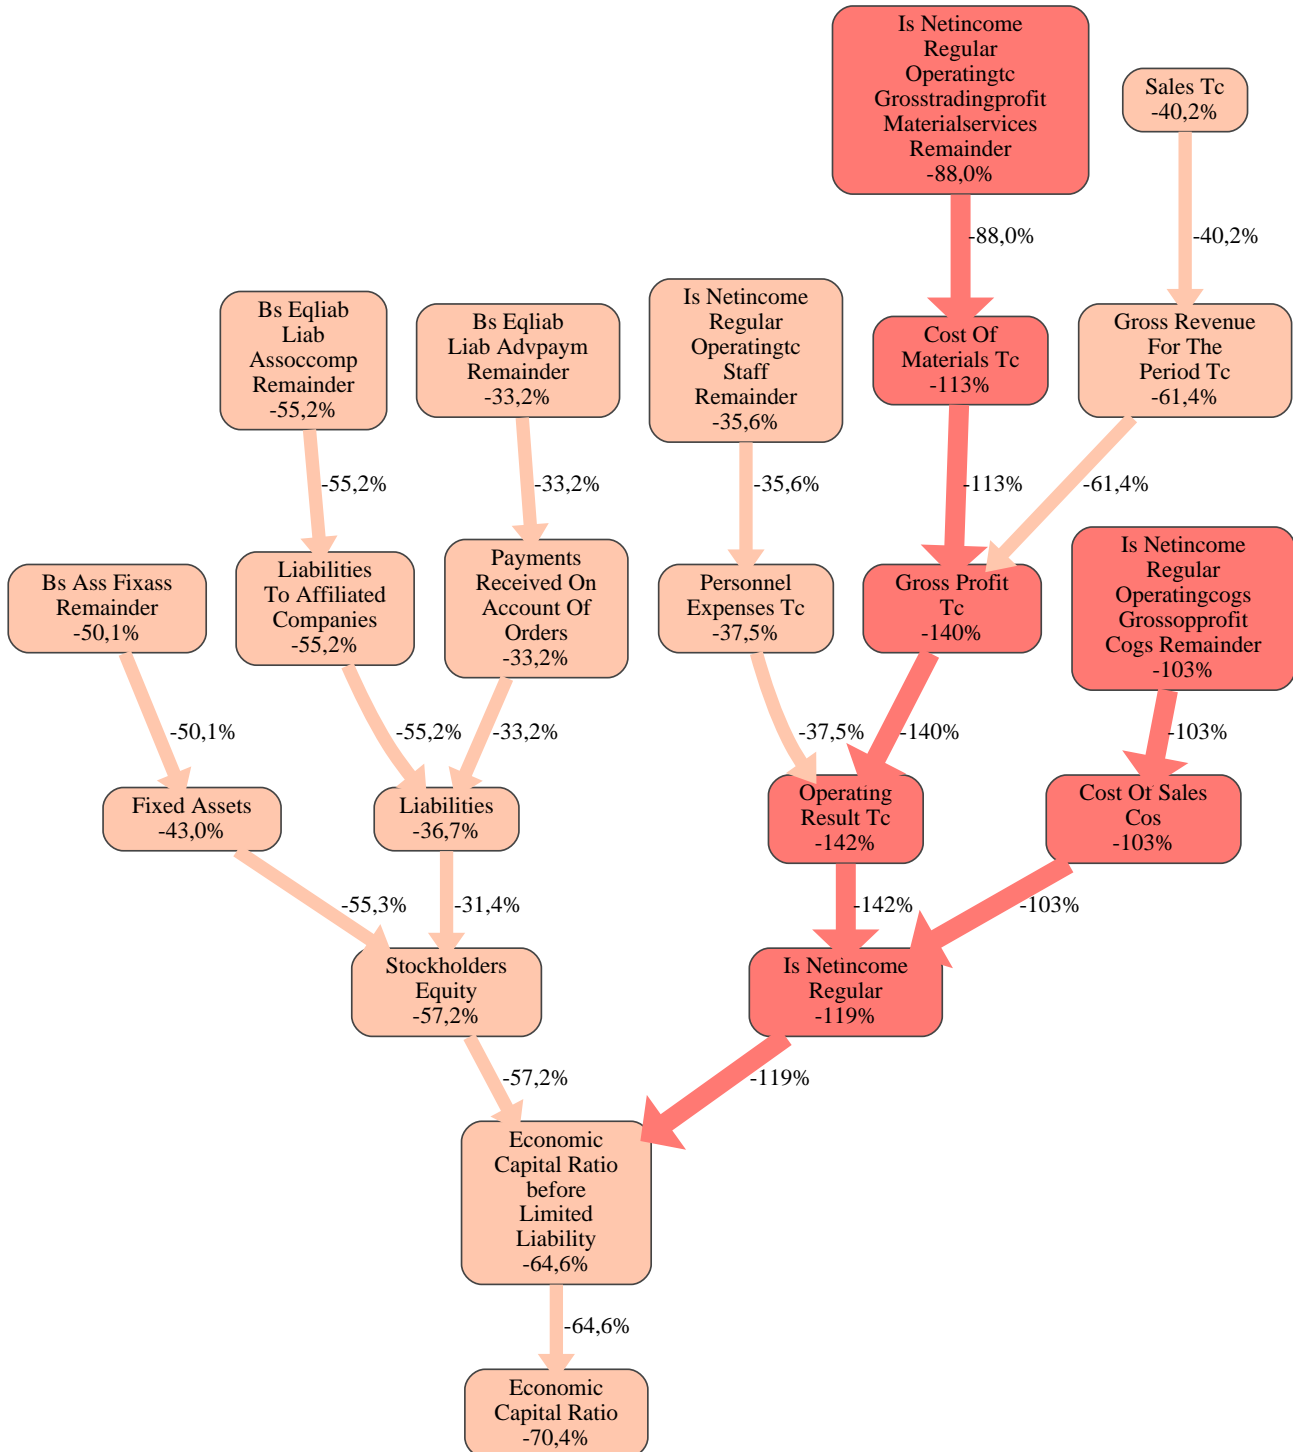 Is Netincome
Regular
Operatingtc
Grosstradingprofit
Materialservices
Remainder
-88,0%
Sales Tc
-40,2%
-88,0%
-40,2%
Bs Eqliab
Liab
Assoccomp
Remainder
-55,2%
Bs Eqliab
Liab Advpaym
Remainder
-33,2%
Is Netincome
Regular
Operatingtc
Staff
Remainder
-35,6%
Cost Of
Materials Tc
-113%
Gross Revenue
For The
Period Tc
-61,4%
-55,2%
-33,2%
-35,6%
-113%
-61,4%
Bs Ass Fixass
Remainder
-50,1%
Liabilities
To Affiliated
Companies
-55,2%
Payments
Received On
Account Of
Orders
-33,2%
Personnel
Expenses Tc
-37,5%
Gross Profit
Tc
-140%
Is Netincome
Regular
Operatingcogs
Grossopprofit
Cogs Remainder
-103%
-50,1%
-55,2%
-33,2%
-37,5%
-140%
-103%
Fixed Assets
-43,0%
Liabilities
-36,7%
Operating
Result Tc
-142%
Cost Of Sales
Cos
-103%
-55,3%
-31,4%
-142%
-103%
Stockholders
Equity
-57,2%
Is Netincome
Regular
-119%
-57,2%
-119%
Economic
Capital Ratio
before
Limited
Liability
-64,6%
-64,6%
Economic
Capital Ratio
-70,4%